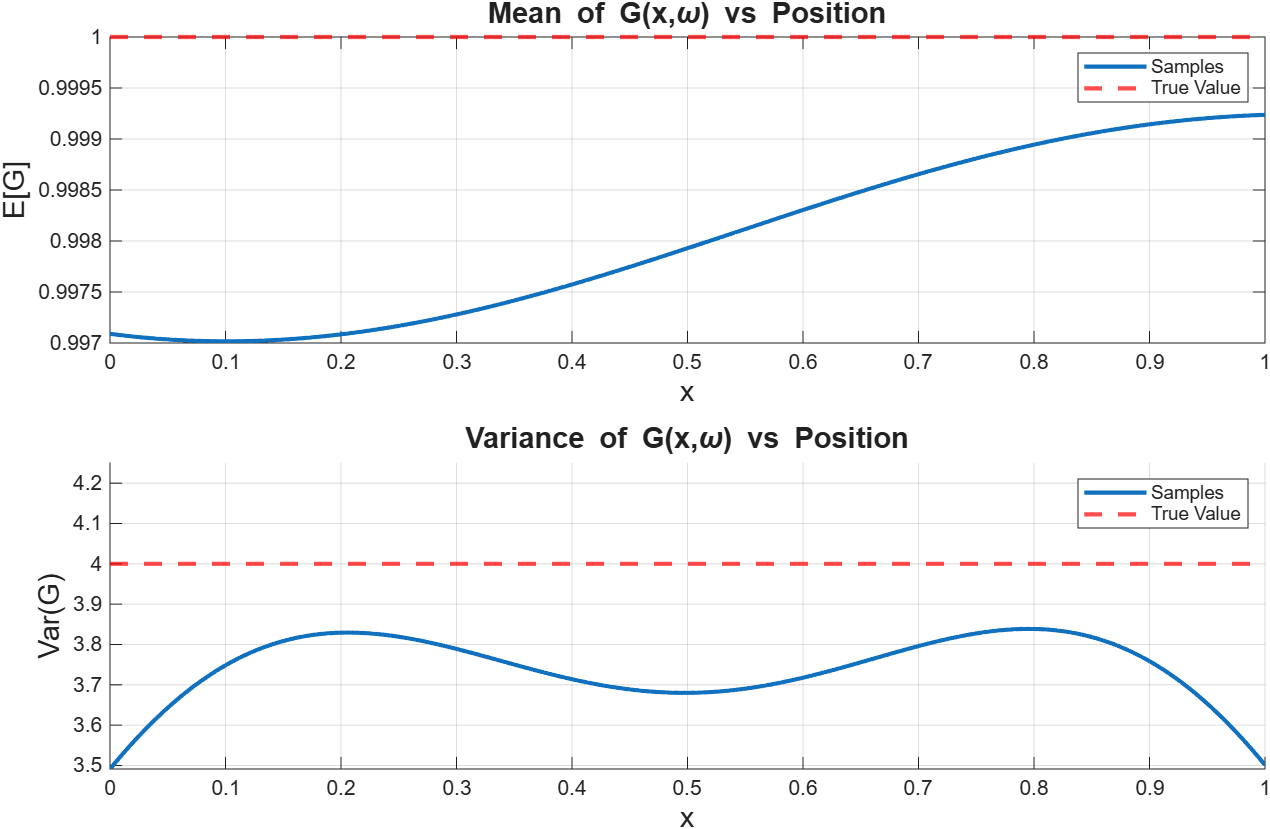 Mean of G(x,ω) vs Position
1
0.9995
0.999
0.9985
0.998
0.9975
0.997
E[G]
Samples
True Value
0 0.1 0.2 0.3 0.4 0.5 0.6 0.7 0.8 0.9 1
x
Variance of G(x,ω) vs Position
4.2
4.1
4
3.9
3.8
3.7
3.6
3.5
Var(G)
Samples
True Value
0 0.1 0.2 0.3 0.4 0.5 0.6 0.7 0.8 0.9 1
x